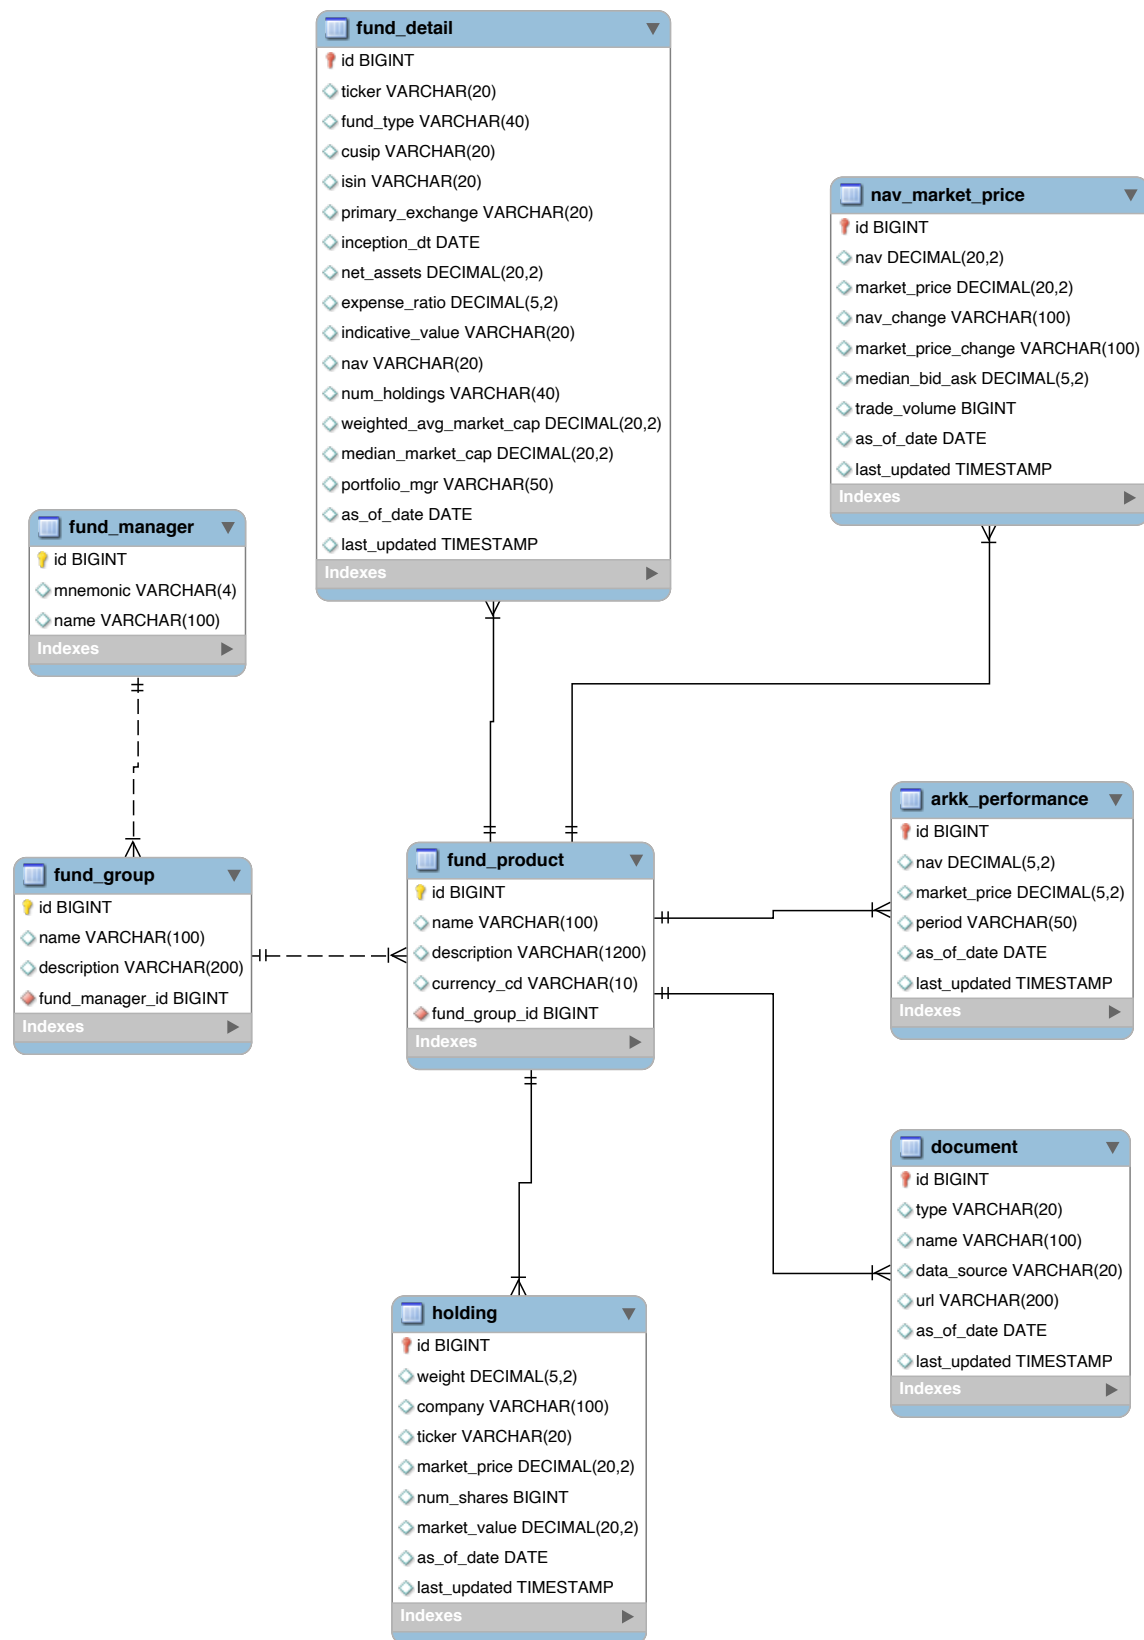 fund_detail
id BIGINT
ticker VARCHAR(20)
fund_type VARCHAR(40)
cusip VARCHAR(20)
isin VARCHAR(20)
primary_exchange VARCHAR(20)
inception_dt DATE
net_assets DECIMAL(20,2)
expense_ratio DECIMAL(5,2)
indicative_value VARCHAR(20)
nav VARCHAR(20)
num_holdings VARCHAR(40)
weighted_avg_market_cap DECIMAL(20,2)
median_market_cap DECIMAL(20,2)
portfolio_mgr VARCHAR(50)
as_of_date DATE
last_updated TIMESTAMP
Indexes
nav_market_price
id BIGINT
nav DECIMAL(20,2)
market_price DECIMAL(20,2)
nav_change VARCHAR(100)
market_price_change VARCHAR(100)
median_bid_ask DECIMAL(5,2)
trade_volume BIGINT
as_of_date DATE
last_updated TIMESTAMP
Indexes
fund_manager
id BIGINT
mnemonic VARCHAR(4)
name VARCHAR(100)
Indexes
fund_group
id BIGINT
name VARCHAR(100)
description VARCHAR(200)
fund_manager_id BIGINT
Indexes
fund_product
id BIGINT
name VARCHAR(100)
description VARCHAR(1200)
currency_cd VARCHAR(10)
fund_group_id BIGINT
Indexes
arkk_performance
id BIGINT
nav DECIMAL(5,2)
market_price DECIMAL(5,2)
period VARCHAR(50)
as_of_date DATE
last_updated TIMESTAMP
Indexes
document
id BIGINT
type VARCHAR(20)
name VARCHAR(100)
data_source VARCHAR(20)
url VARCHAR(200)
as_of_date DATE
last_updated TIMESTAMP
Indexes
holding
id BIGINT
weight DECIMAL(5,2)
company VARCHAR(100)
ticker VARCHAR(20)
market_price DECIMAL(20,2)
num_shares BIGINT
market_value DECIMAL(20,2)
as_of_date DATE
last_updated TIMESTAMP
Indexes